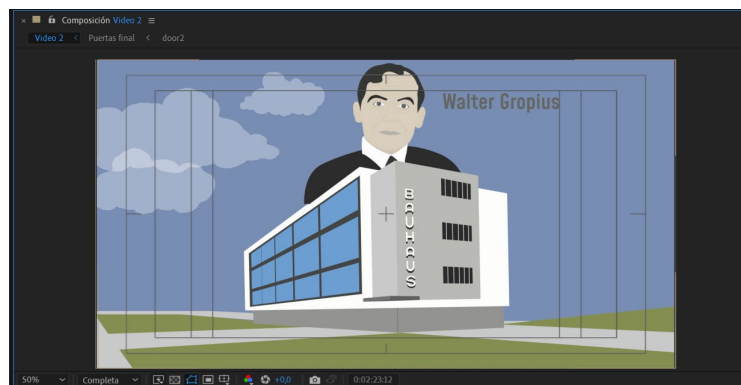 × Composición Video 2 ≡
Video 2 < Puertas final < door2
Walter Gropius
BAUHAUS
50% Completa +0,0 0:02:23:12